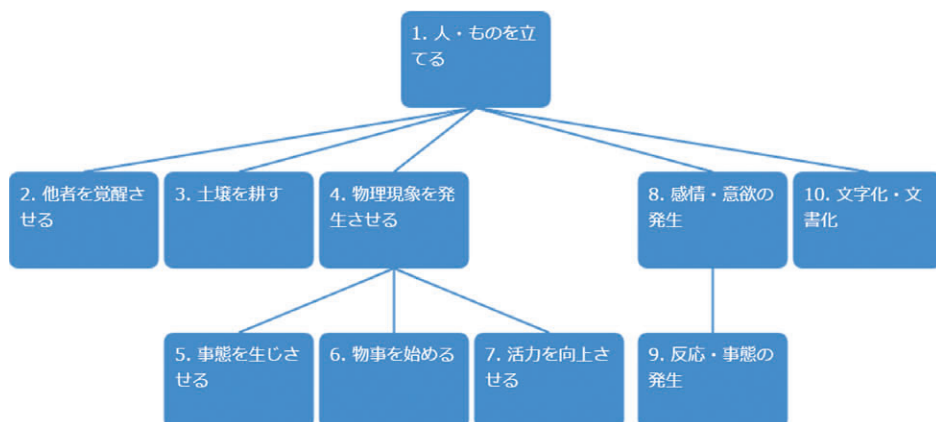 1. 人・ものを立
てる
2. 他者を覚醒さ
せる
3. 土壌を耕す
4. 物理現象を発
生させる
8. 感情・意欲の
発生
10. 文字化・文
書化
5. 事態を生じさ
せる
6. 物事を始める
7. 活力を向上さ
せる
9. 反応・事態の
発生